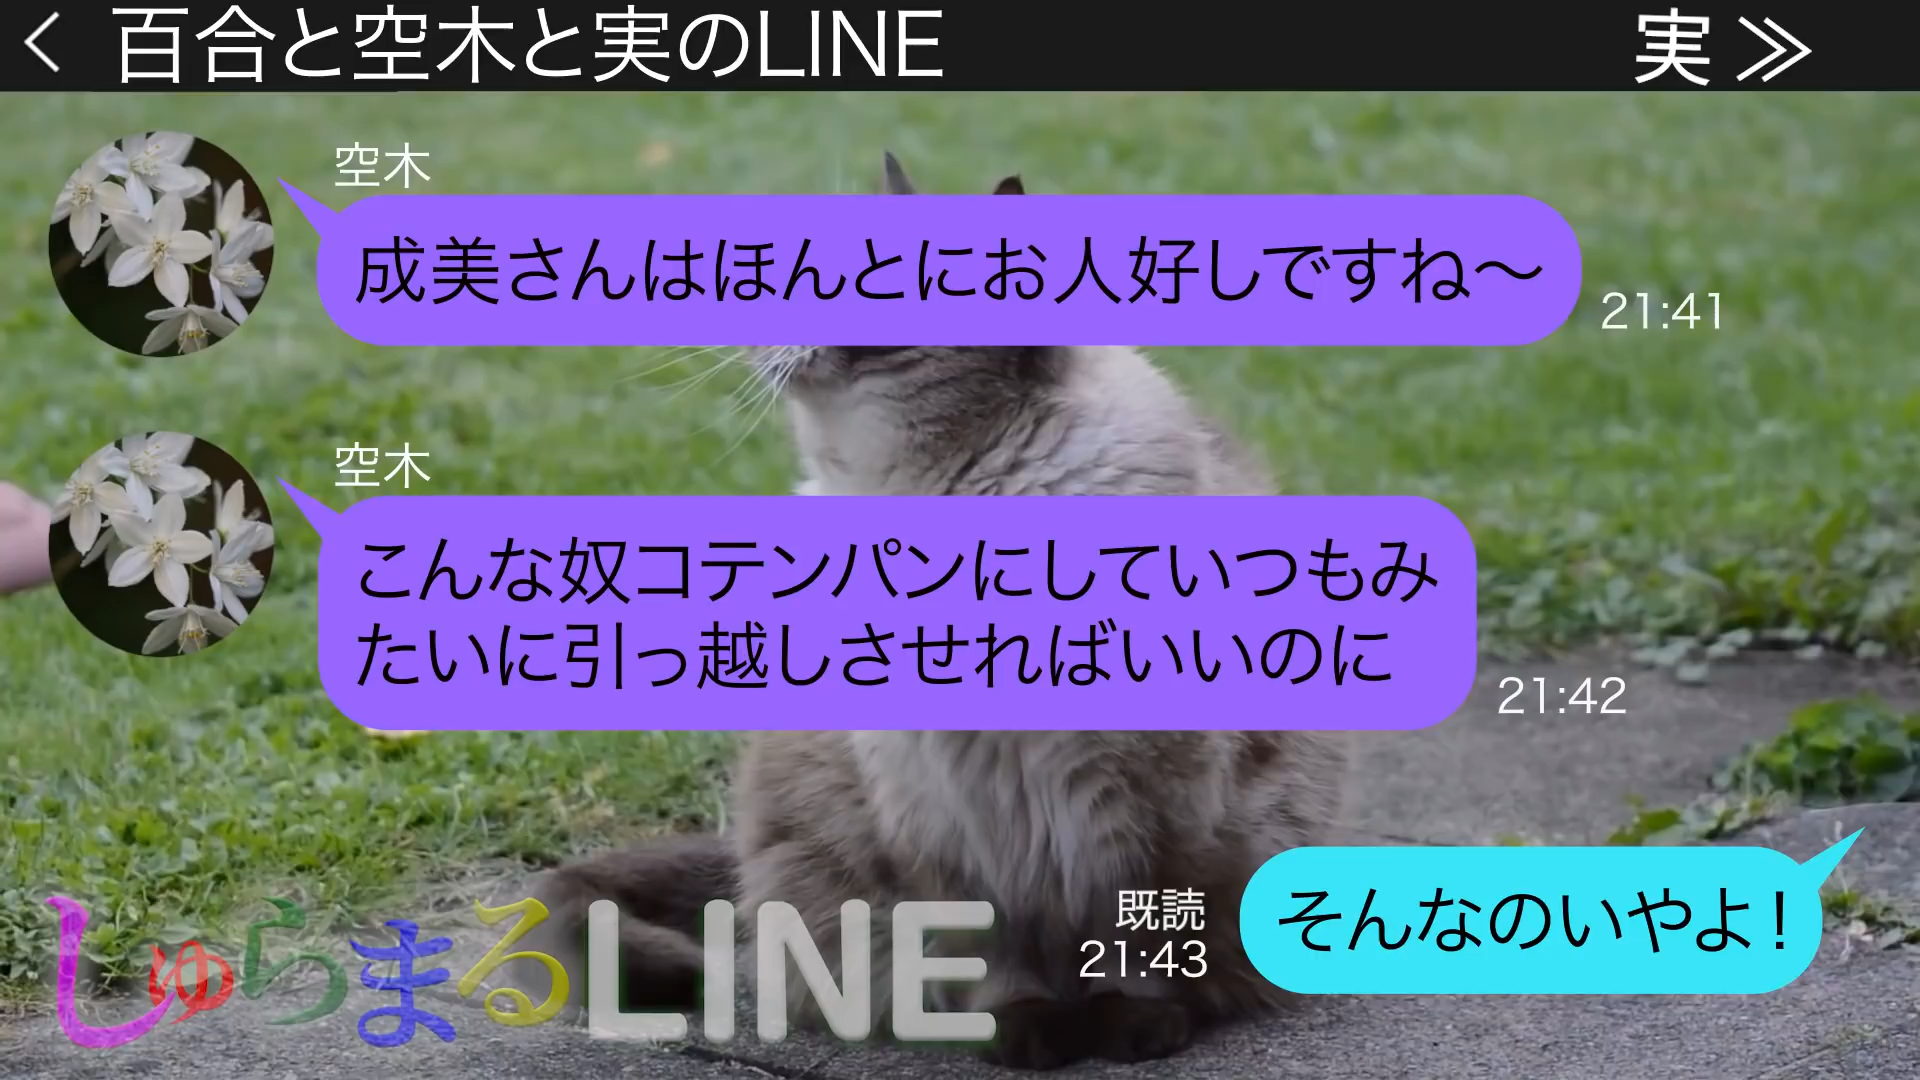 百合と空木と実のLINE
実 ≫
空木
成美さんはほんとにお人好しですね～
21:41
空木
こんな奴コテンパンにしていつもみ
たいに引っ越しさせればいいのに
21:42
そんなのいやよ！
既読
21:43
しゅらまるLINE